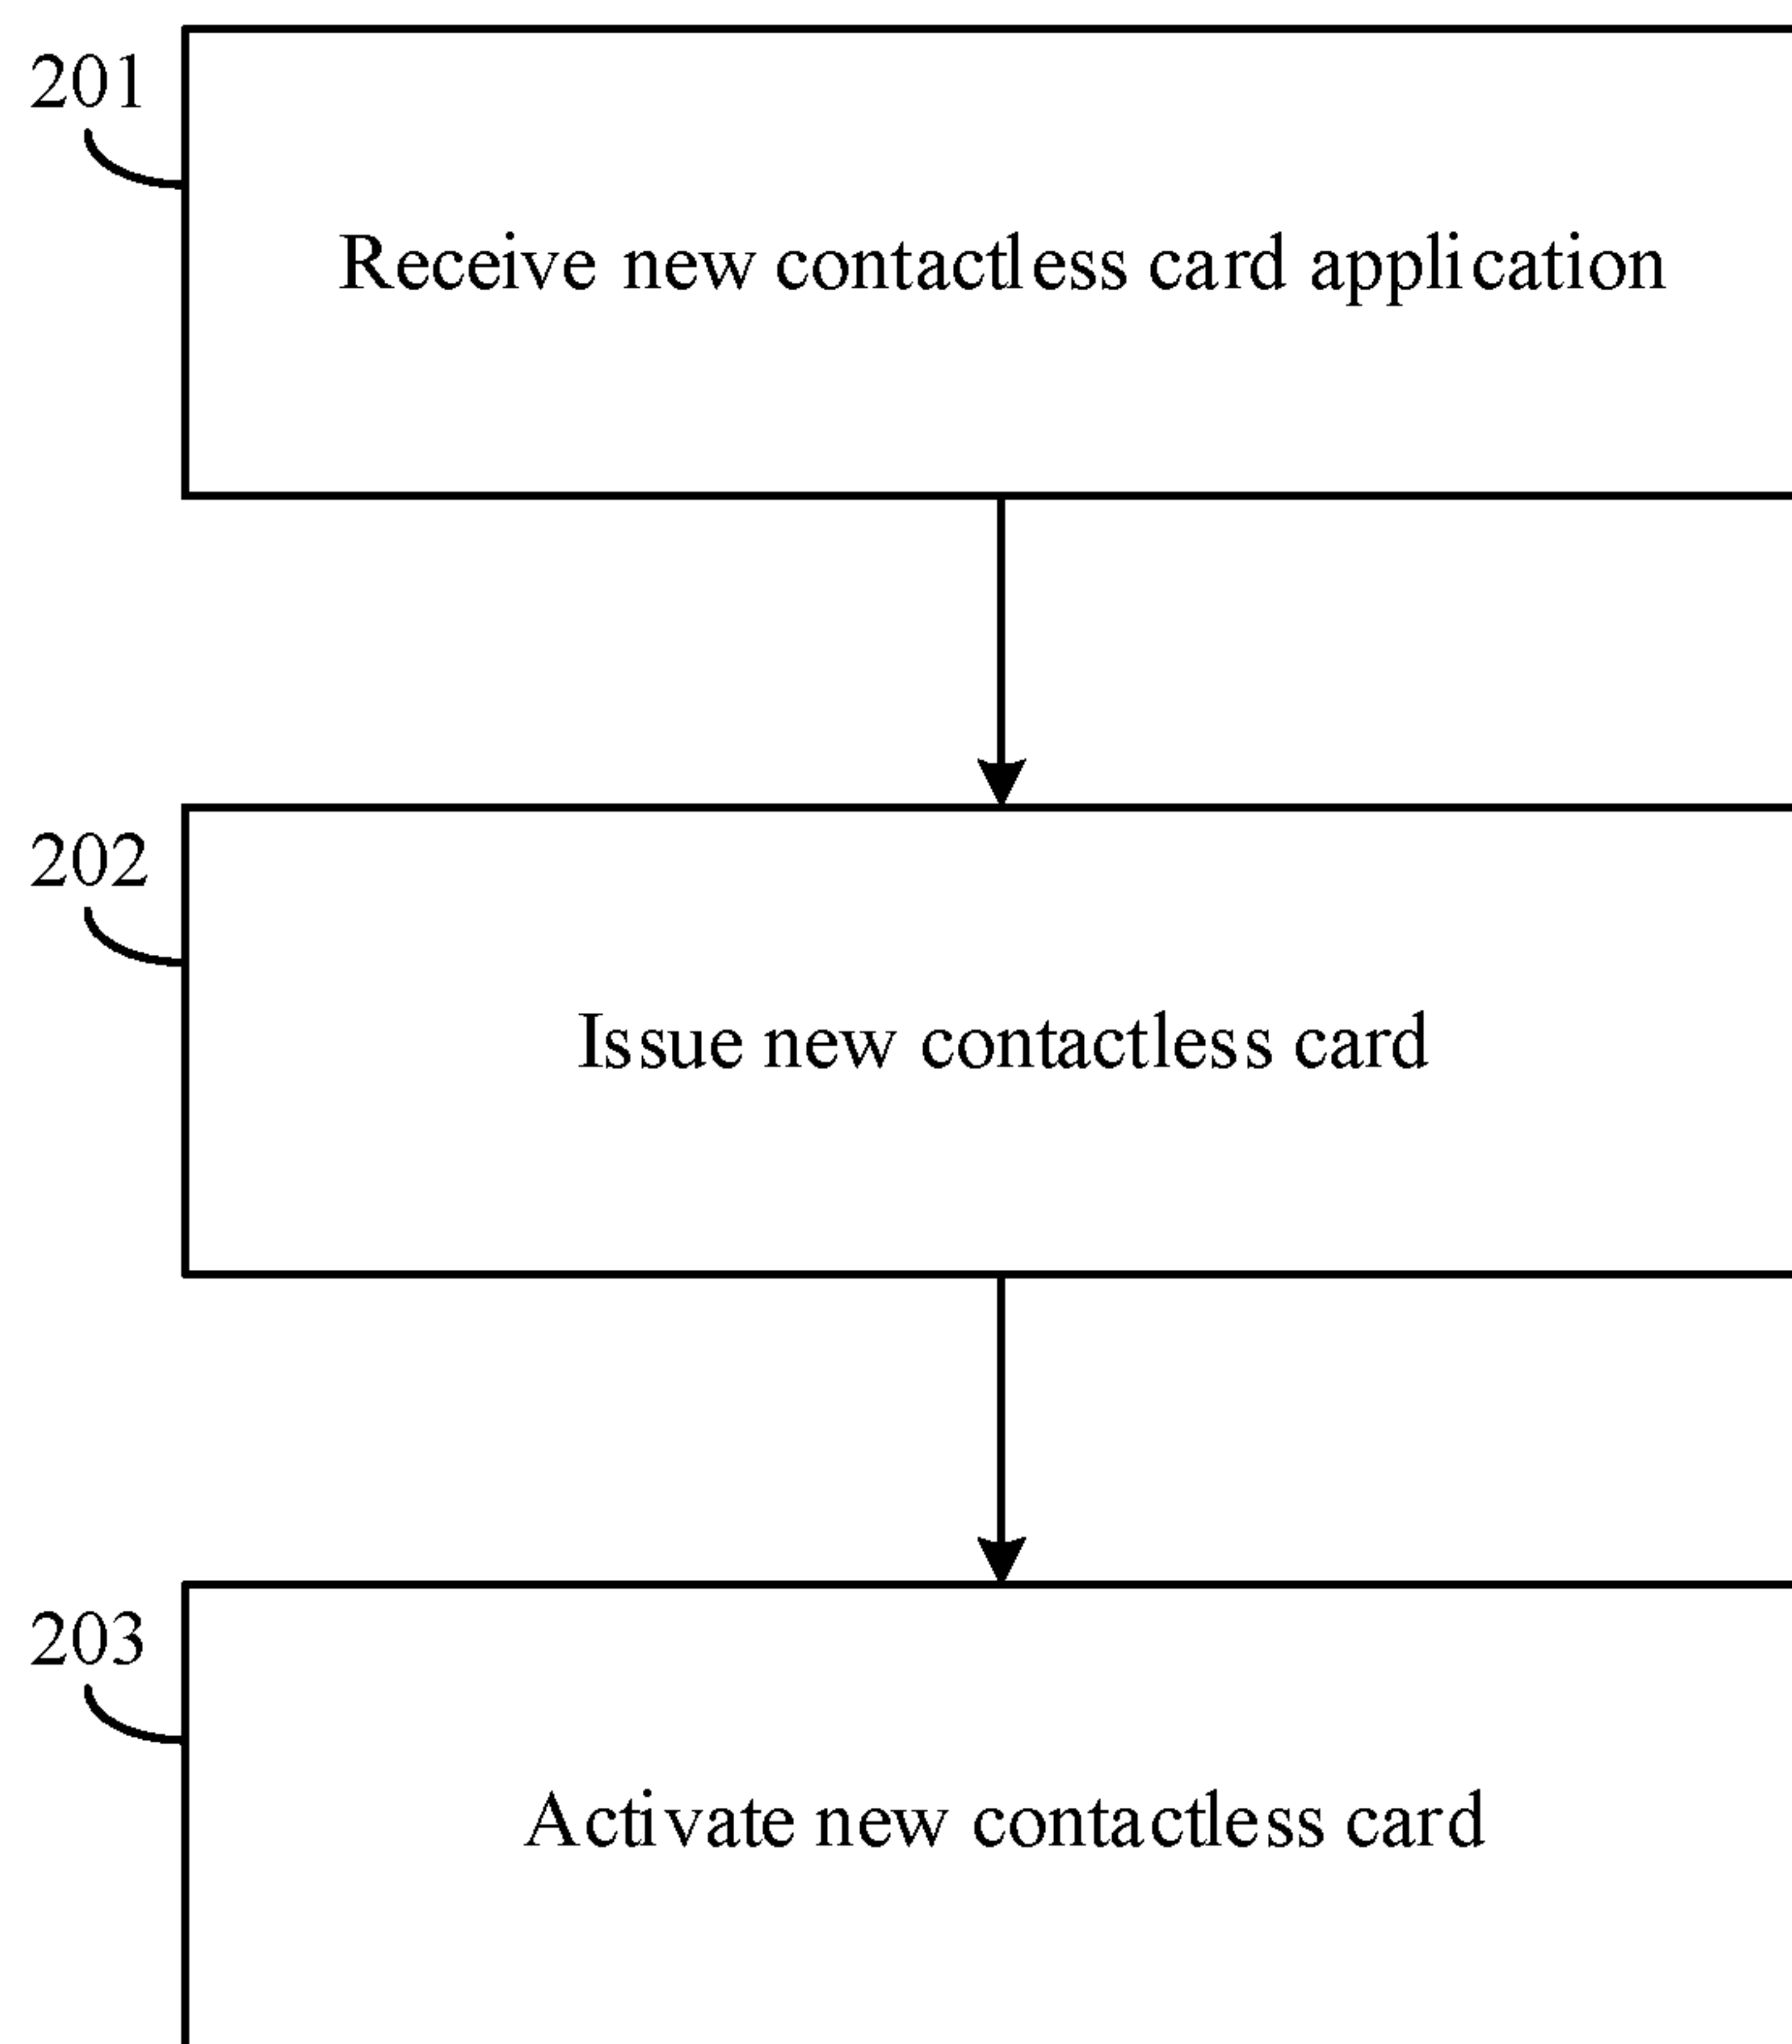 201
Receive new contactless card application
202
Issue new contactless card
203
Activate new contactless card